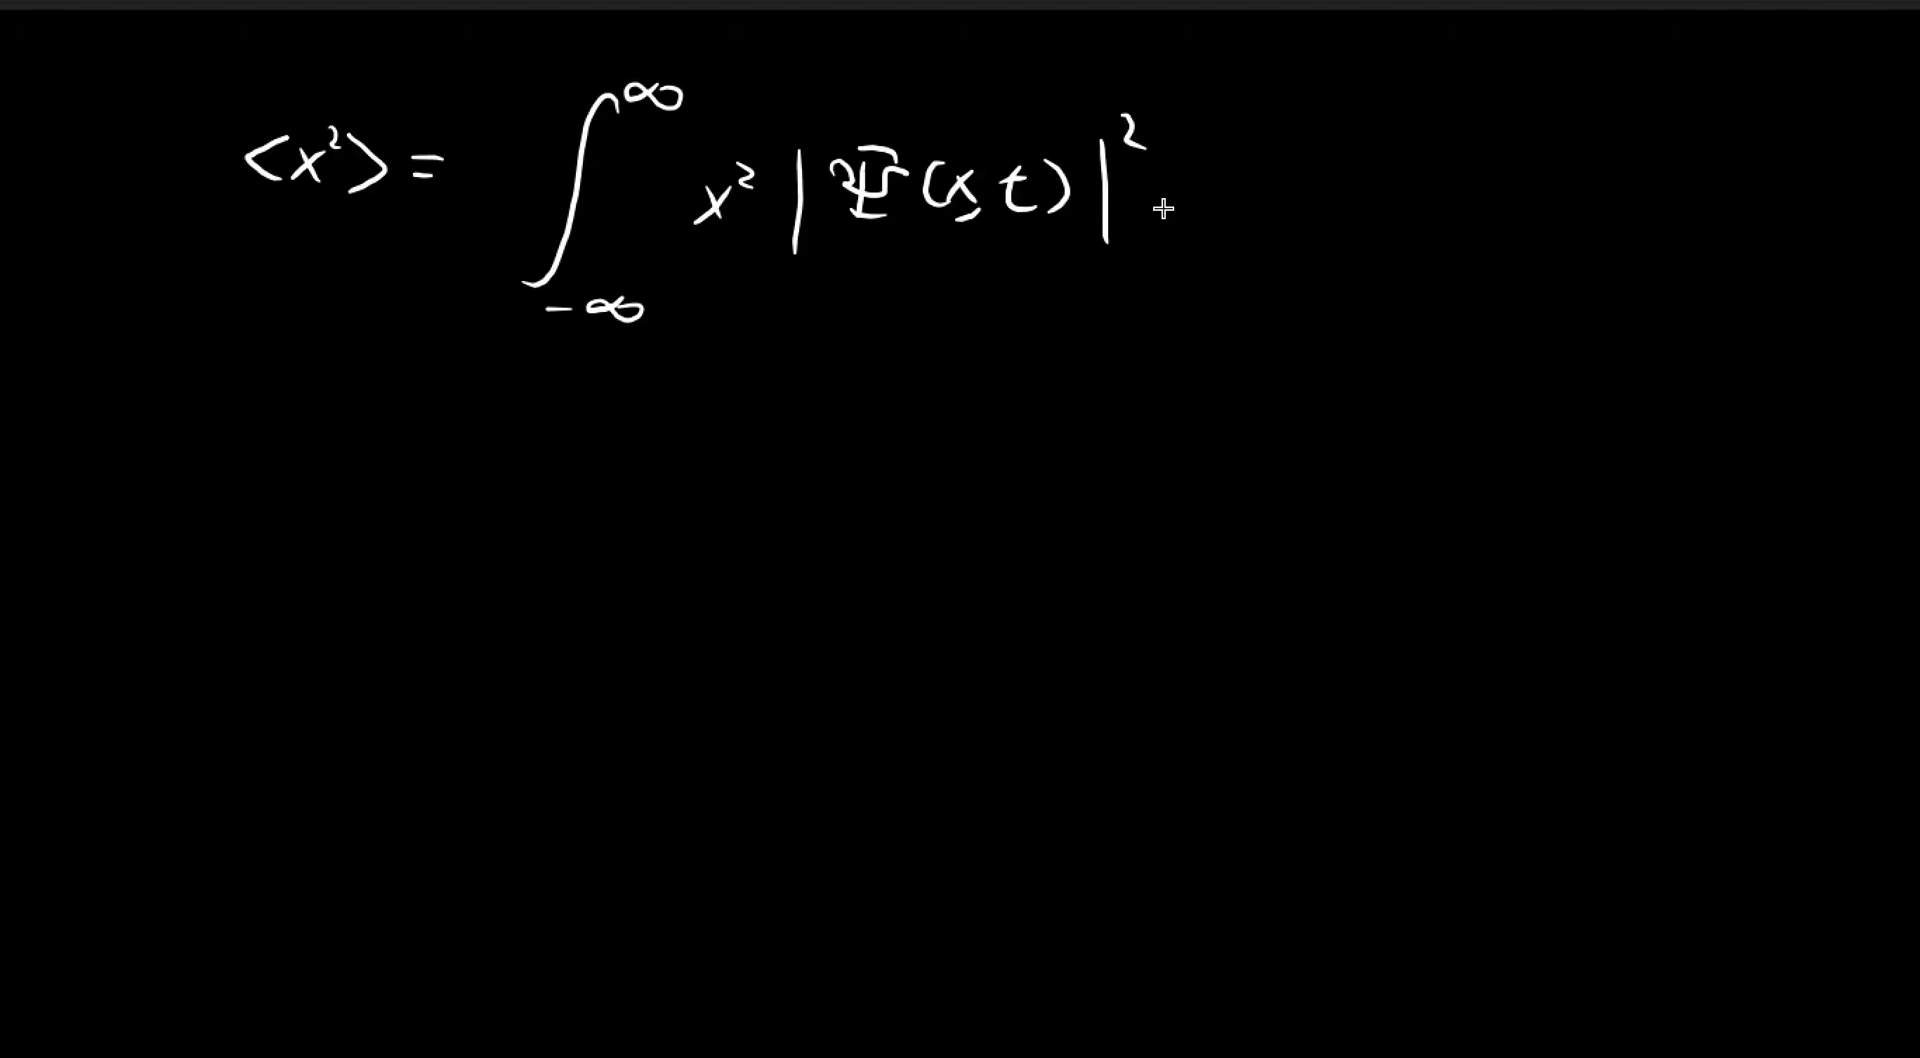 <x²> = ∫_{-∞}^{∞} x² |Ψ(x,t)|²